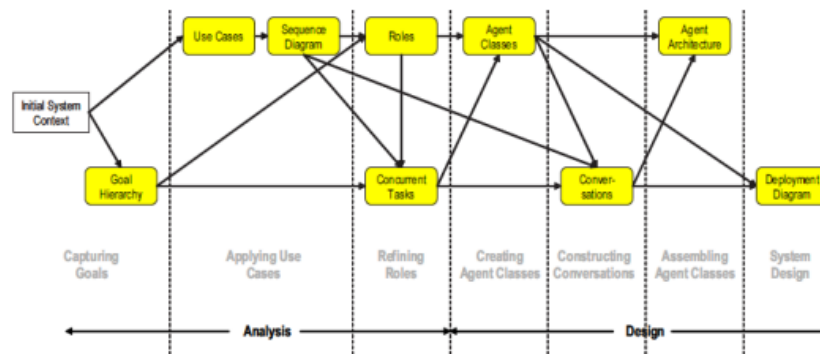 Use Cases
Sequence
Diagram
Roles
Agent
Classes
Agent
Architecture
Initial System
Context
Goal
Hierarchy
Concurrent
Tasks
Conver-
sations
Deployment
Diagram
Capturing
Goals
Applying Use
Cases
Refining
Roles
Creating
Agent Classes
Constructing
Conversations
Assembling
Agent Classes
System
Design
Analysis
Design